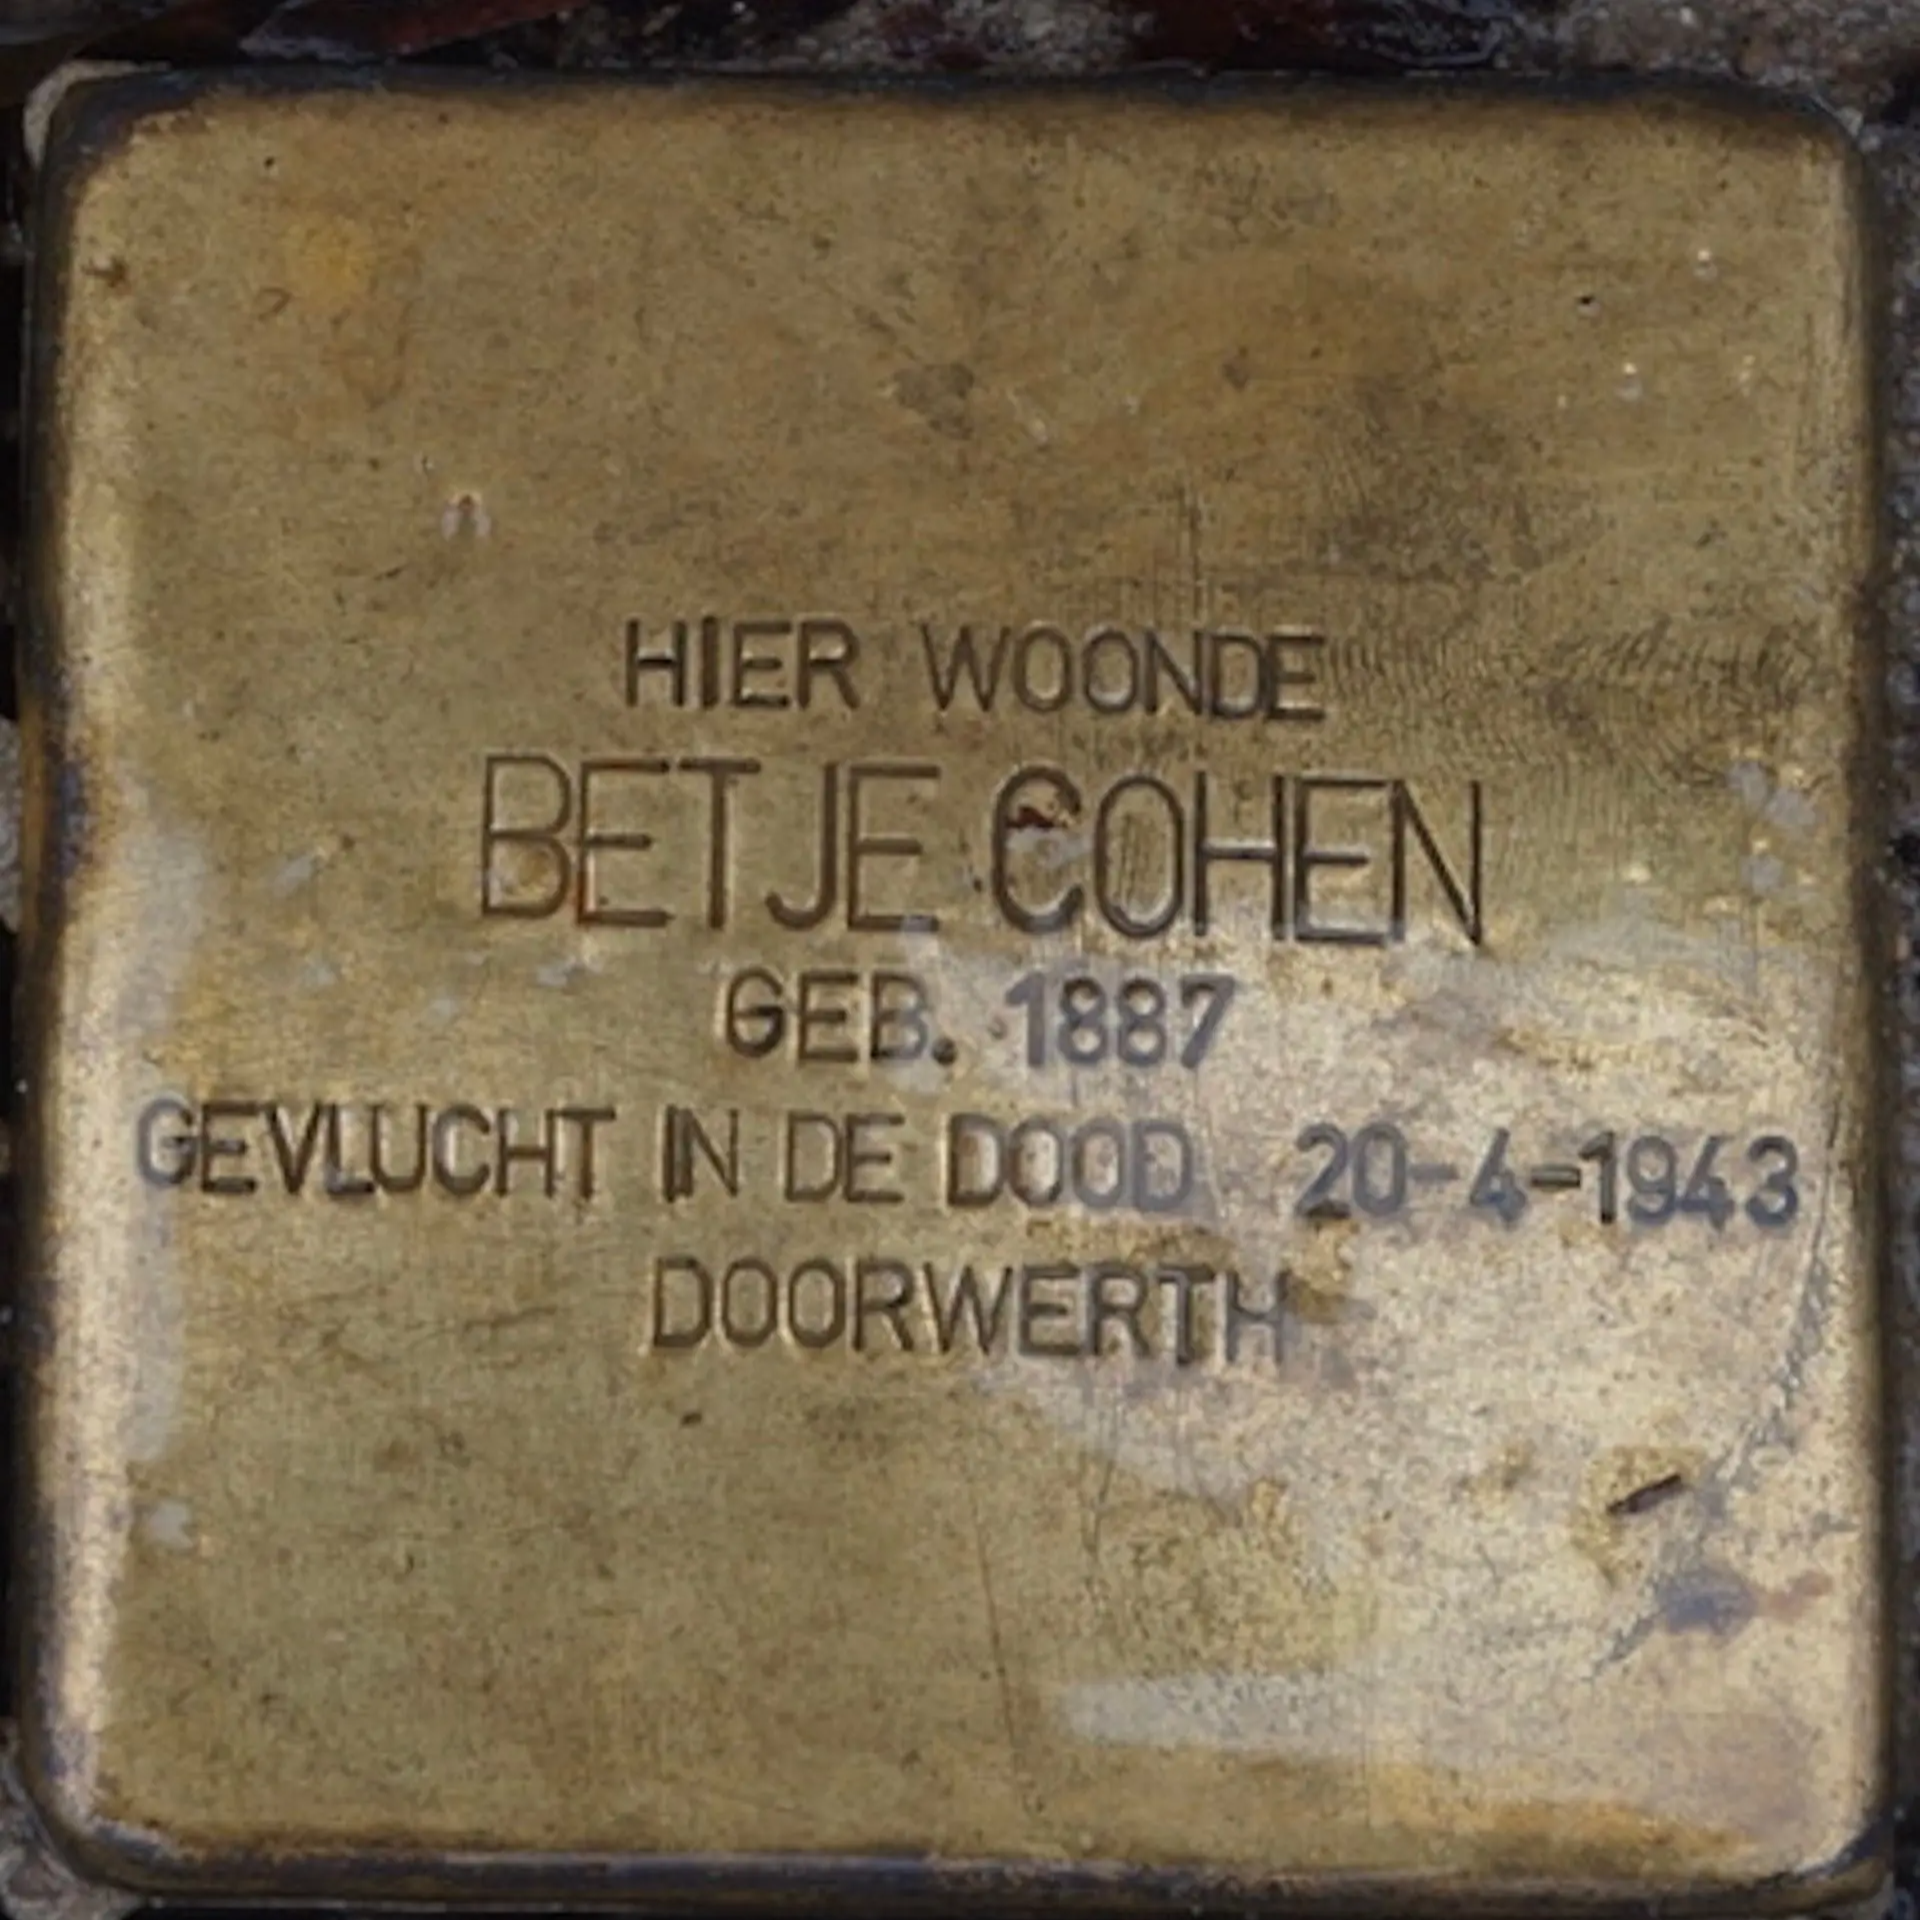 HIER WOONDE
BETJE COHEN
GEB. 1887
GEVLUCHT IN DE DOOD 20-4-1943
DOORWERTH